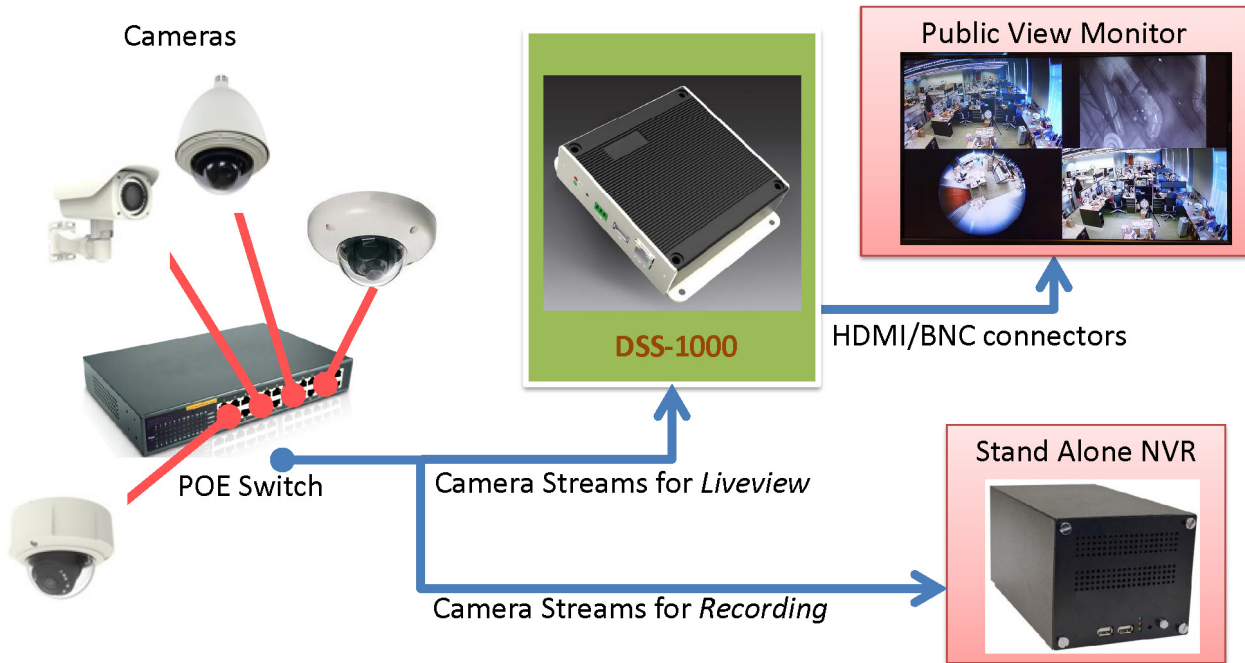 Cameras
Public View Monitor
DSS-1000
HDMI/BNC connectors
POE Switch
Camera Streams for Liveview
Stand Alone NVR
Camera Streams for Recording